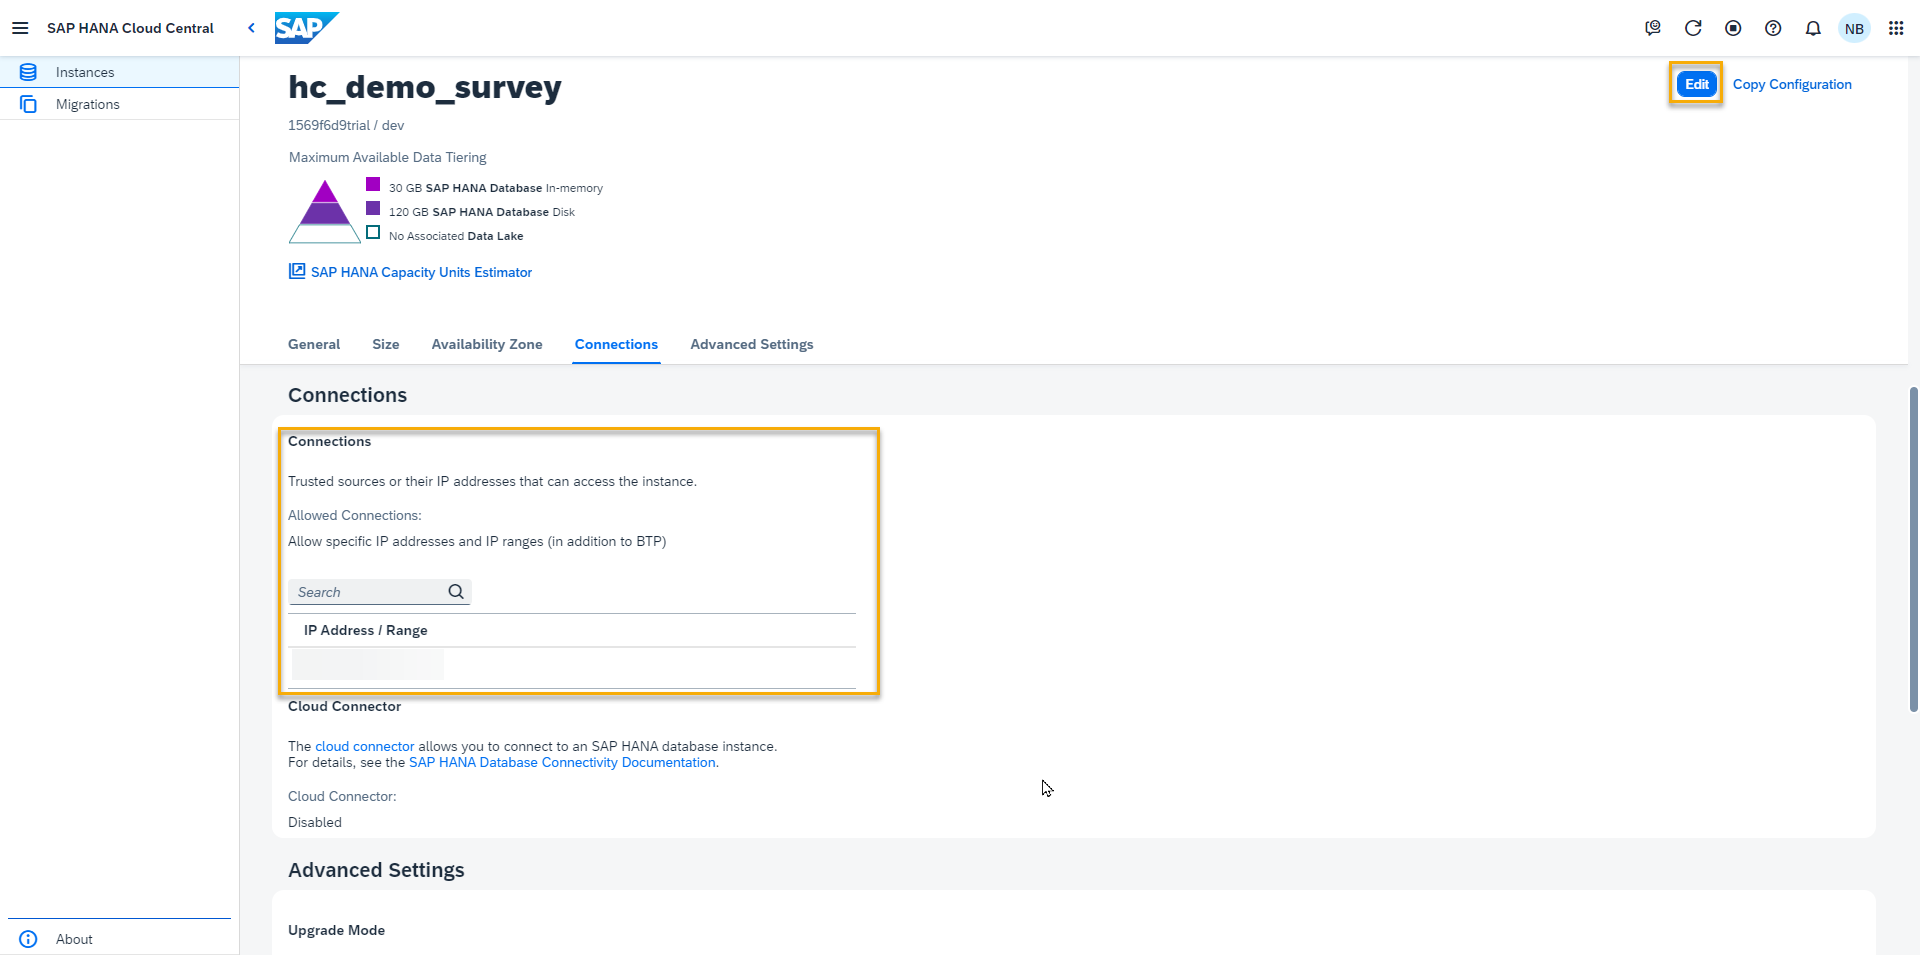 SAP HANA Cloud Central
SAP
NB
Instances
Migrations
hc_demo_survey
Edit
Copy Configuration
1569f6d9trial / dev
Maximum Available Data Tiering
30 GB SAP HANA Database In-memory
120 GB SAP HANA Database Disk
No Associated Data Lake
SAP HANA Capacity Units Estimator
General Size Availability Zone Connections Advanced Settings
Connections
Connections
Trusted sources or their IP addresses that can access the instance.
Allowed Connections:
Allow specific IP addresses and IP ranges (in addition to BTP)
Search
IP Address / Range
Cloud Connector
The cloud connector allows you to connect to an SAP HANA database instance.
For details, see the SAP HANA Database Connectivity Documentation.
Cloud Connector:
Disabled
Advanced Settings
Upgrade Mode
About